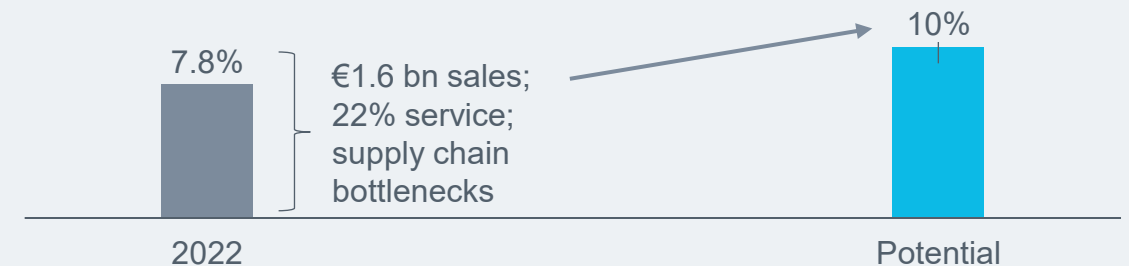 10%
7.8%
€1.6 bn sales;
22% service;
supply chain
bottlenecks
2022
Potential